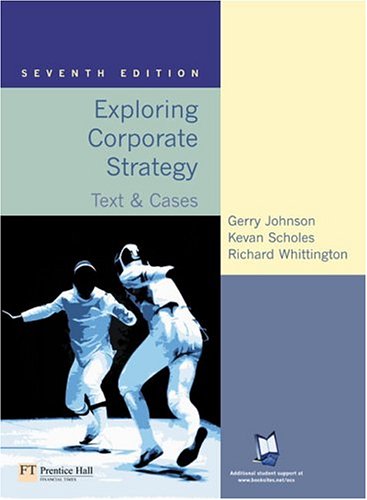 SEVENTH EDITION
Exploring
Corporate
Strategy
Text & Cases
Gerry Johnson
Kevan Scholes
Richard Whittington
FT Prentice Hall
FINANCIAL TIMES
Additional student support at
www.booksites.net/ecs